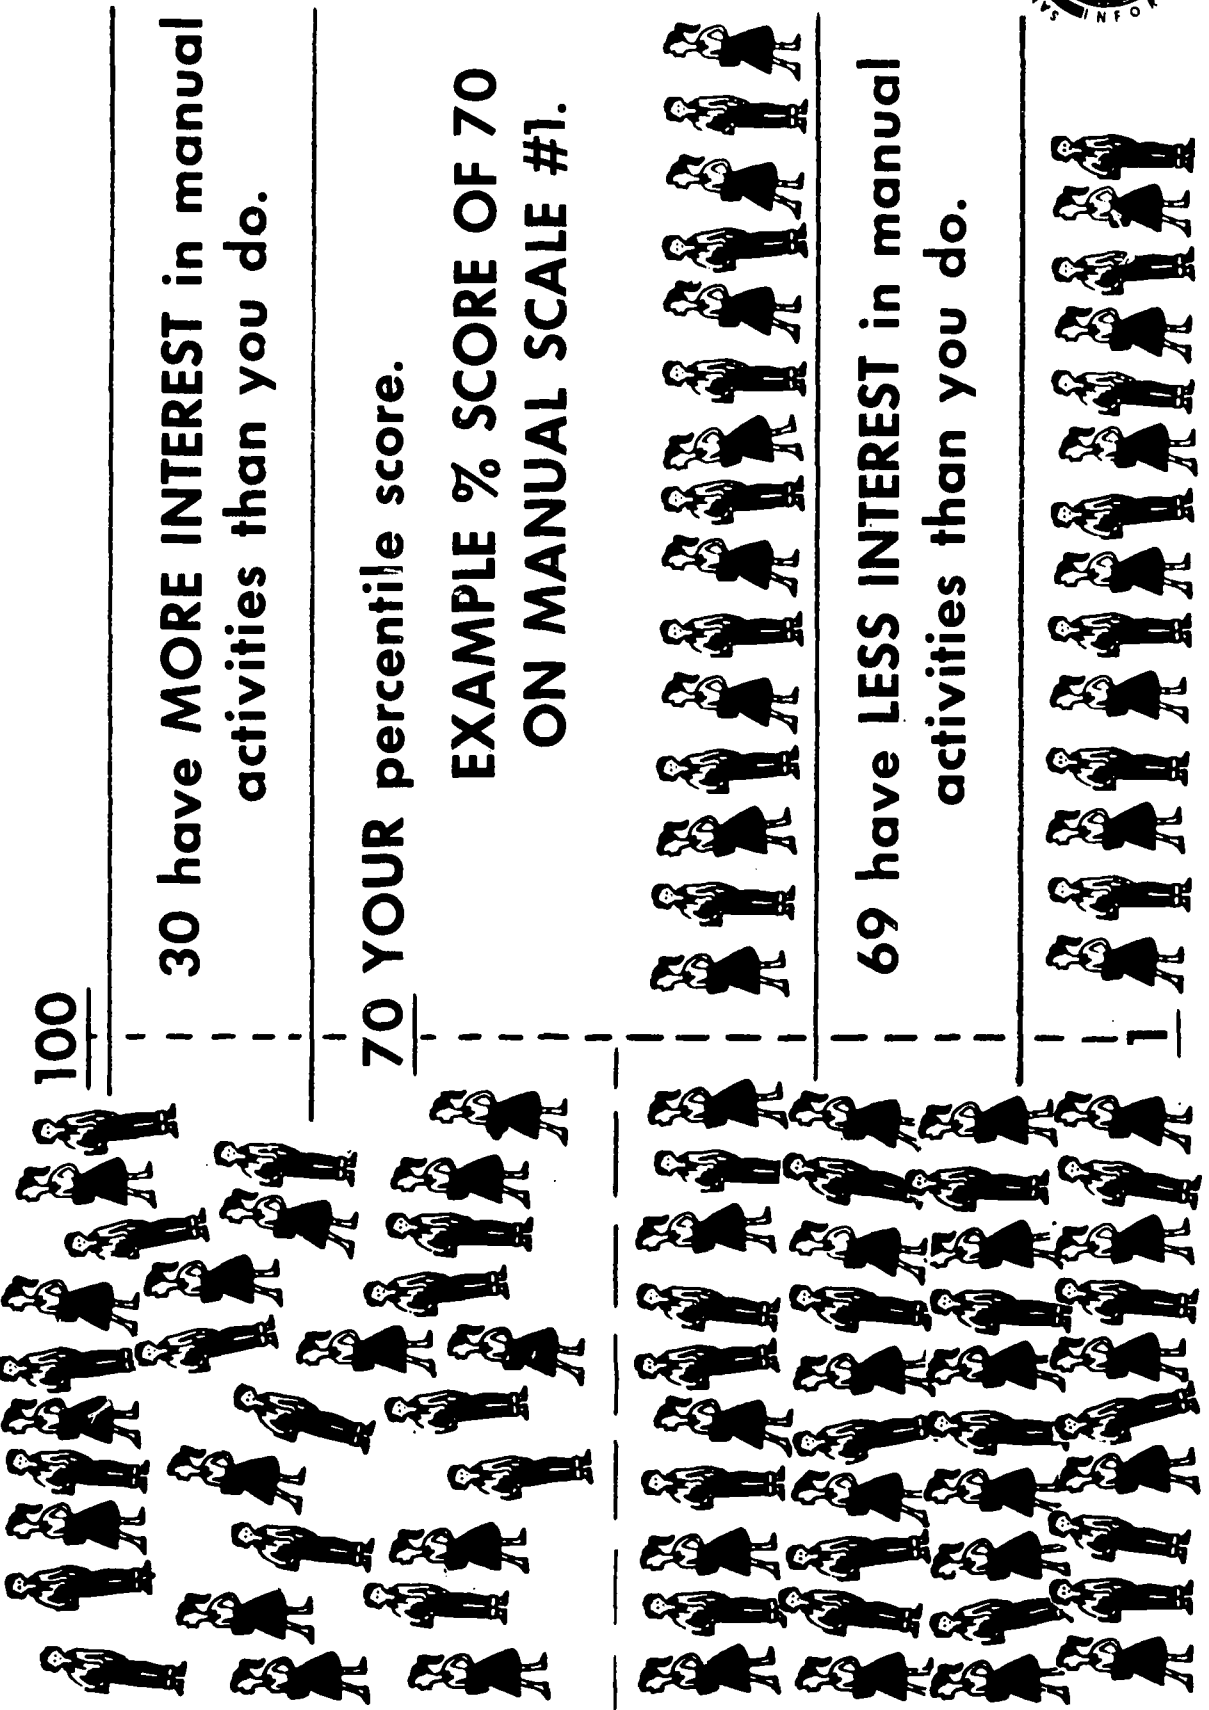 100
30 have MORE INTEREST in manual
activities than you do.
70 YOUR percentile score.
EXAMPLE % SCORE OF 70
ON MANUAL SCALE #1.
69 have LESS INTEREST in manual
activities than you do.
1